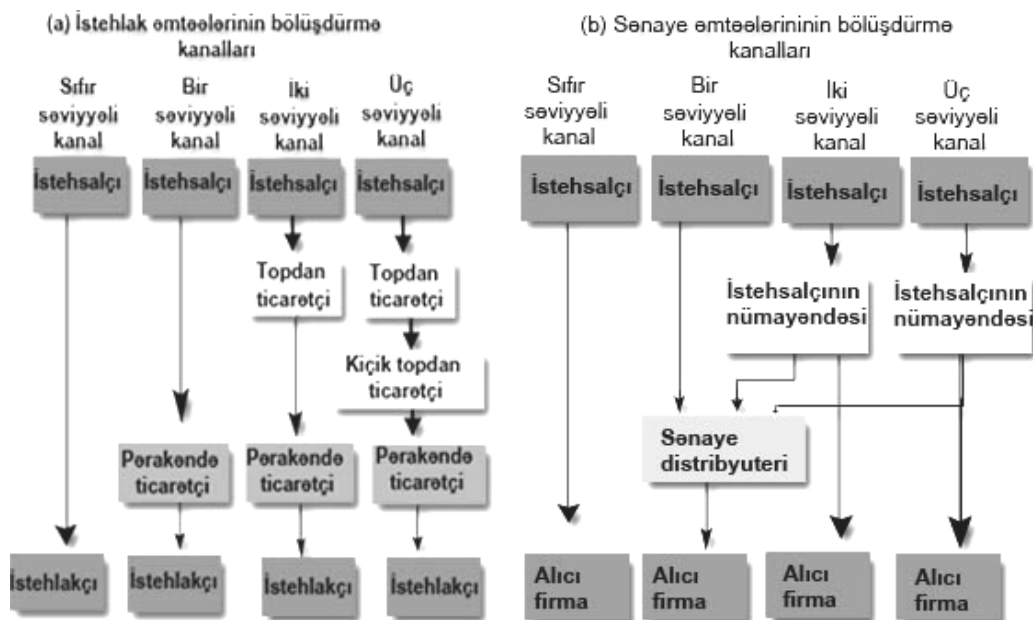 (a) İstehlak əmtəələrinin bölüşdürmə
kanalları
Sıfır
səviyyəli
kanal
Bir
səviyyəli
kanal
İki
səviyyəli
kanal
Üç
səviyyəli
kanal
İstehsalçı
İstehsalçı
İstehsalçı
İstehsalçı
Topdan
ticarətçi
Topdan
ticarətçi
Kiçik topdan
ticarətçi
Pərakəndə
ticarətçi
Pərakəndə
ticarətçi
Pərakəndə
ticarətçi
İstehlakçı
İstehlakçı
İstehlakçı
İstehlakçı
(b) Sənaye əmtəələrininin bölüşdürmə
kanalları
Sıfır
səviyyəli
kanal
Bir
səviyyəli
kanal
İki
səviyyəli
kanal
Üç
səviyyəli
kanal
İstehsalçı
İstehsalçı
İstehsalçı
İstehsalçı
İstehsalçının
nümayəndəsi
İstehsalçının
nümayəndəsi
Sənaye
distribyuteri
Alıcı
firma
Alıcı
firma
Alıcı
firma
Alıcı
firma